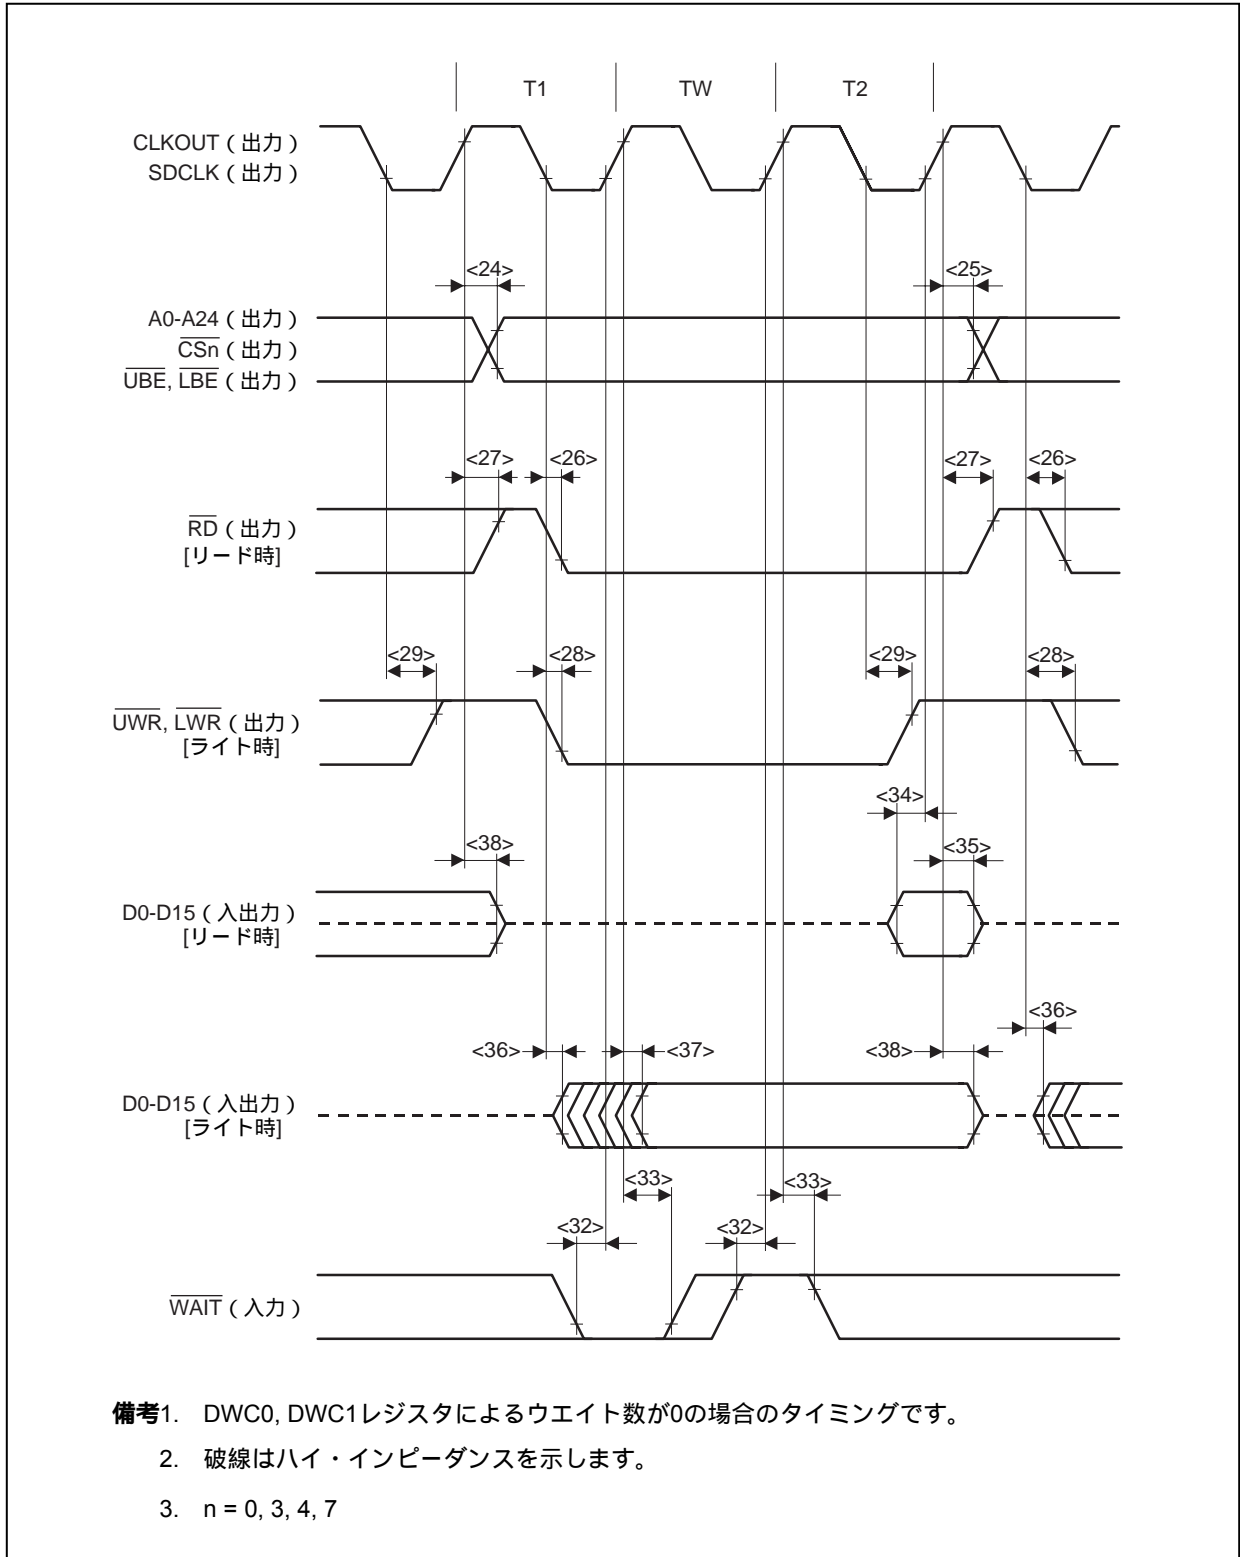 T1 TW T2
CLKOUT（出力）
SDCLK（出力）
<24> <25>
A0-A24（出力）
CSn（出力）
UBE, LBE（出力）
<27> <26> <27> <26>
RD（出力）
[リード時]
<29> <28> <29> <28>
UWR, LWR（出力）
[ライト時]
<34>
<38> <35>
D0-D15（入出力）
[リード時]
<36>
<36> <37> <38>
D0-D15（入出力）
[ライト時]
<33> <33>
<32> <32>
WAIT（入力）
備考1. DWC0, DWC1レジスタによるウエイト数が0の場合のタイミングです。
2. 破線はハイ・インピーダンスを示します。
3. n = 0, 3, 4, 7